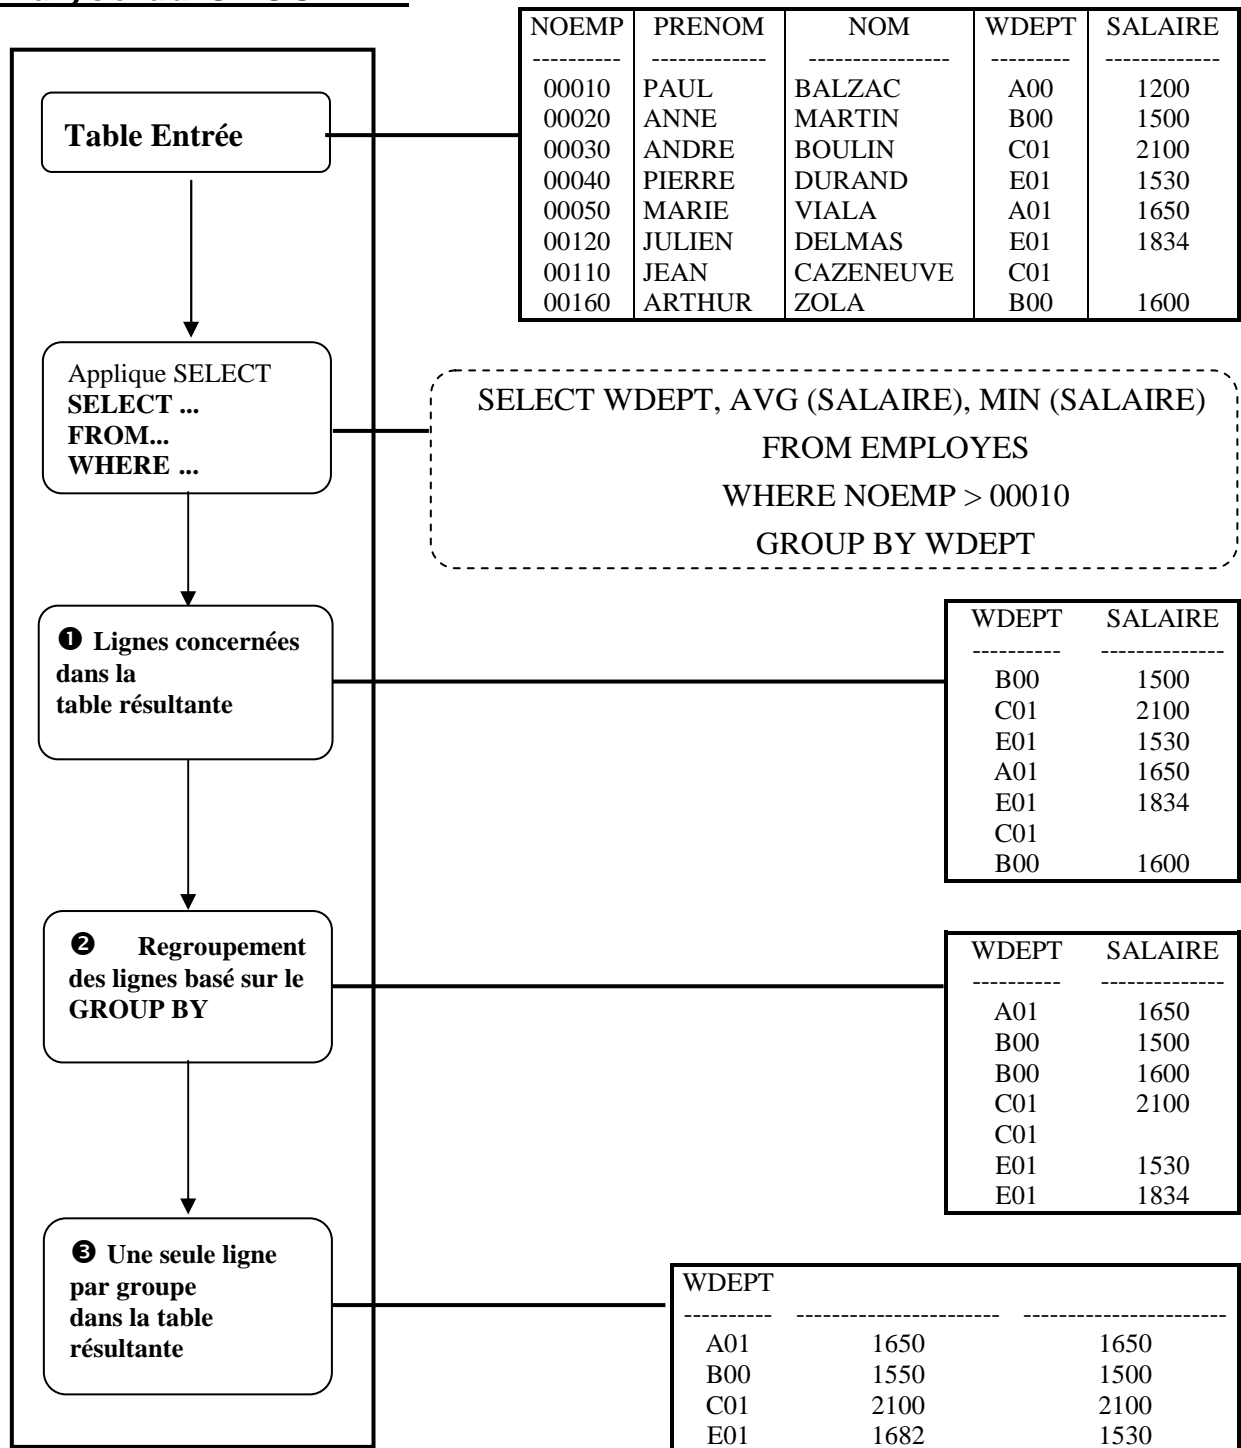 NOEMP PRENOM NOM WDEPT SALAIRE
---------- ------------- ---------------- --------- -------------
00010 PAUL BALZAC A00 1200
00020 ANNE MARTIN B00 1500
00030 ANDRE BOULIN C01 2100
00040 PIERRE DURAND E01 1530
00050 MARIE VIALA A01 1650
00120 JULIEN DELMAS E01 1834
00110 JEAN CAZENEUVE C01
00160 ARTHUR ZOLA B00 1600
Table Entrée
Applique SELECT
SELECT ...
FROM...
WHERE ...
SELECT WDEPT, AVG (SALAIRE), MIN (SALAIRE)
FROM EMPLOYES
WHERE NOEMP > 00010
GROUP BY WDEPT
❶ Lignes concernées
dans la
table résultante
WDEPT SALAIRE
---------- --------------
B00 1500
C01 2100
E01 1530
A01 1650
E01 1834
C01
B00 1600
❷ Regroupement
des lignes basé sur le
GROUP BY
WDEPT SALAIRE
---------- --------------
A01 1650
B00 1500
B00 1600
C01 2100
C01
E01 1530
E01 1834
❸ Une seule ligne
par groupe
dans la table
résultante
WDEPT
---------- ----------------------- -----------------------
A01 1650 1650
B00 1550 1500
C01 2100 2100
E01 1682 1530